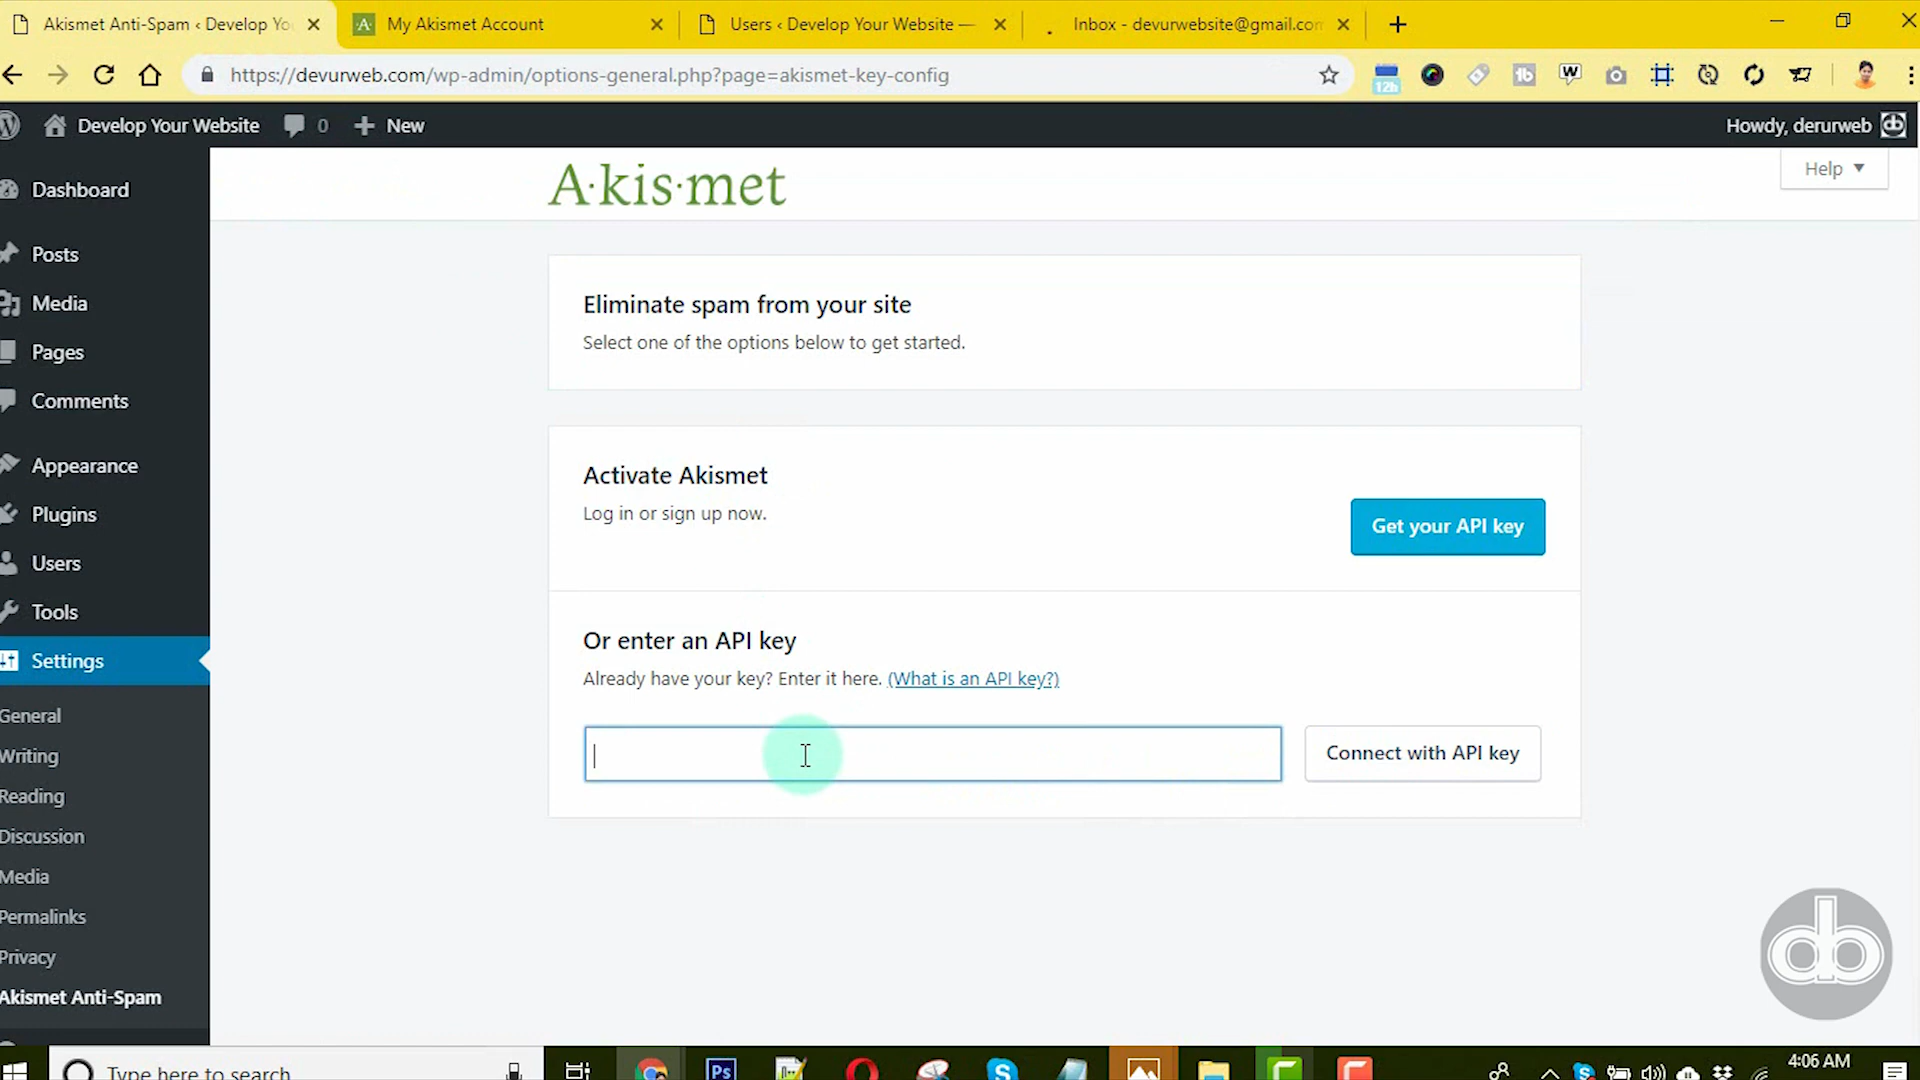 Akismet Anti-Spam ‹ Develop Yo
My Akismet Account
Users ‹ Develop Your Website —
Inbox - devurwebsite@gmail.com
https://devurweb.com/wp-admin/options-general.php?page=akismet-key-config
12h
Develop Your Website
0
New
Howdy, derurweb
Help
Dashboard
Posts
Media
Pages
Comments
Appearance
Plugins
Users
Tools
Settings
General
Writing
Reading
Discussion
Media
Permalinks
Privacy
Akismet Anti-Spam
A·kis·met
Eliminate spam from your site
Select one of the options below to get started.
Activate Akismet
Log in or sign up now.
Get your API key
Or enter an API key
Already have your key? Enter it here. (What is an API key?)
Connect with API key
db
Type here to search
Ps
4:06 AM